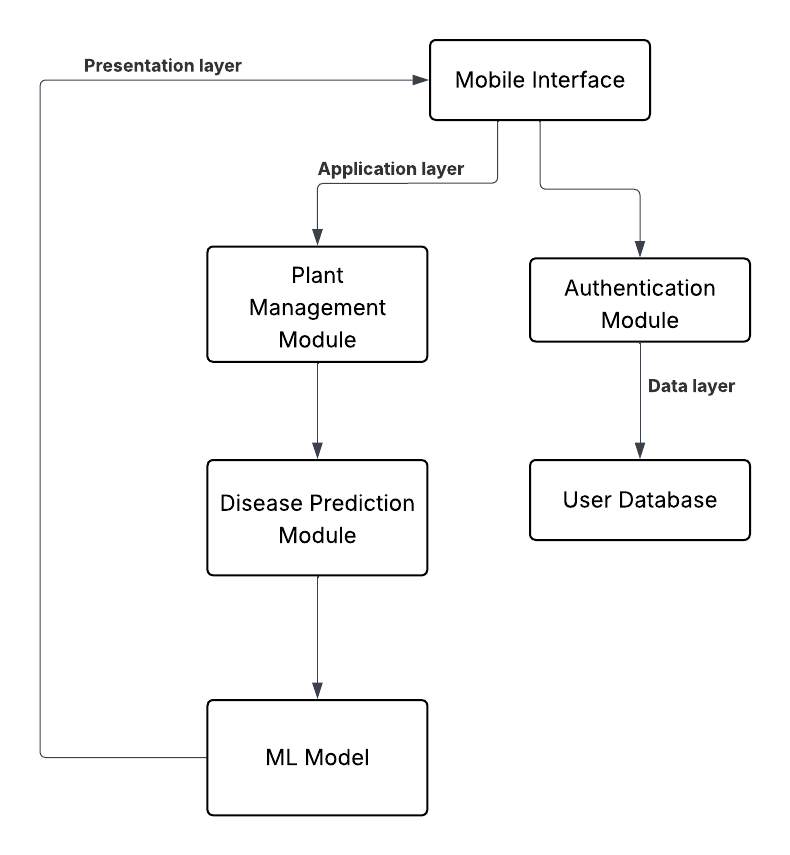 Presentation layer
Mobile Interface
Application layer
Plant
Management
Module
Authentication
Module
Data layer
Disease Prediction
Module
User Database
ML Model